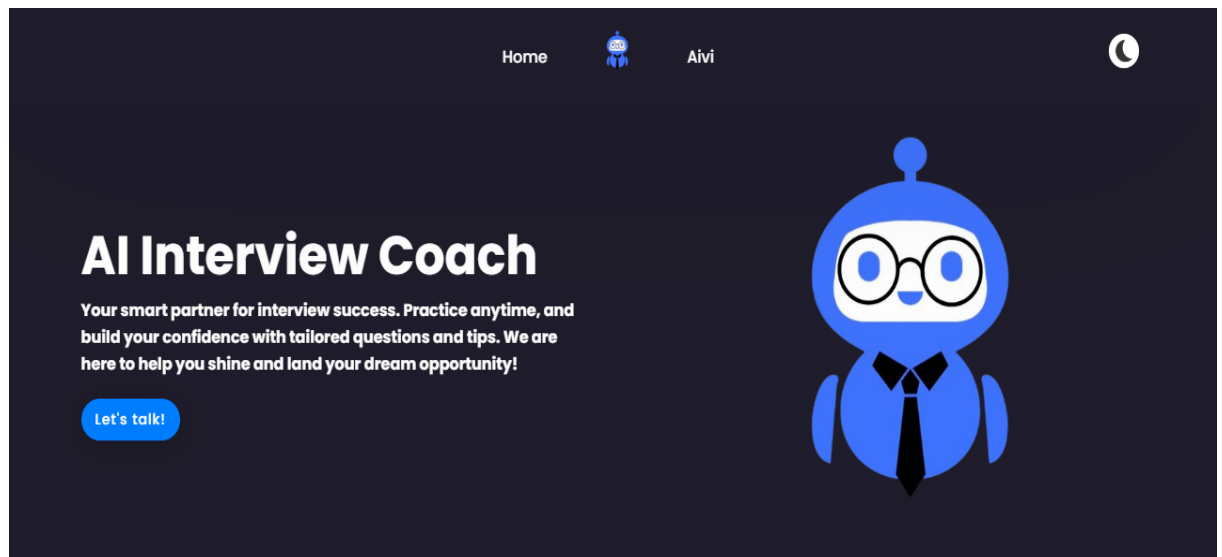 Home
Aivi
AI Interview Coach
Your smart partner for interview success. Practice anytime, and
build your confidence with tailored questions and tips. We are
here to help you shine and land your dream opportunity!
Let's talk!